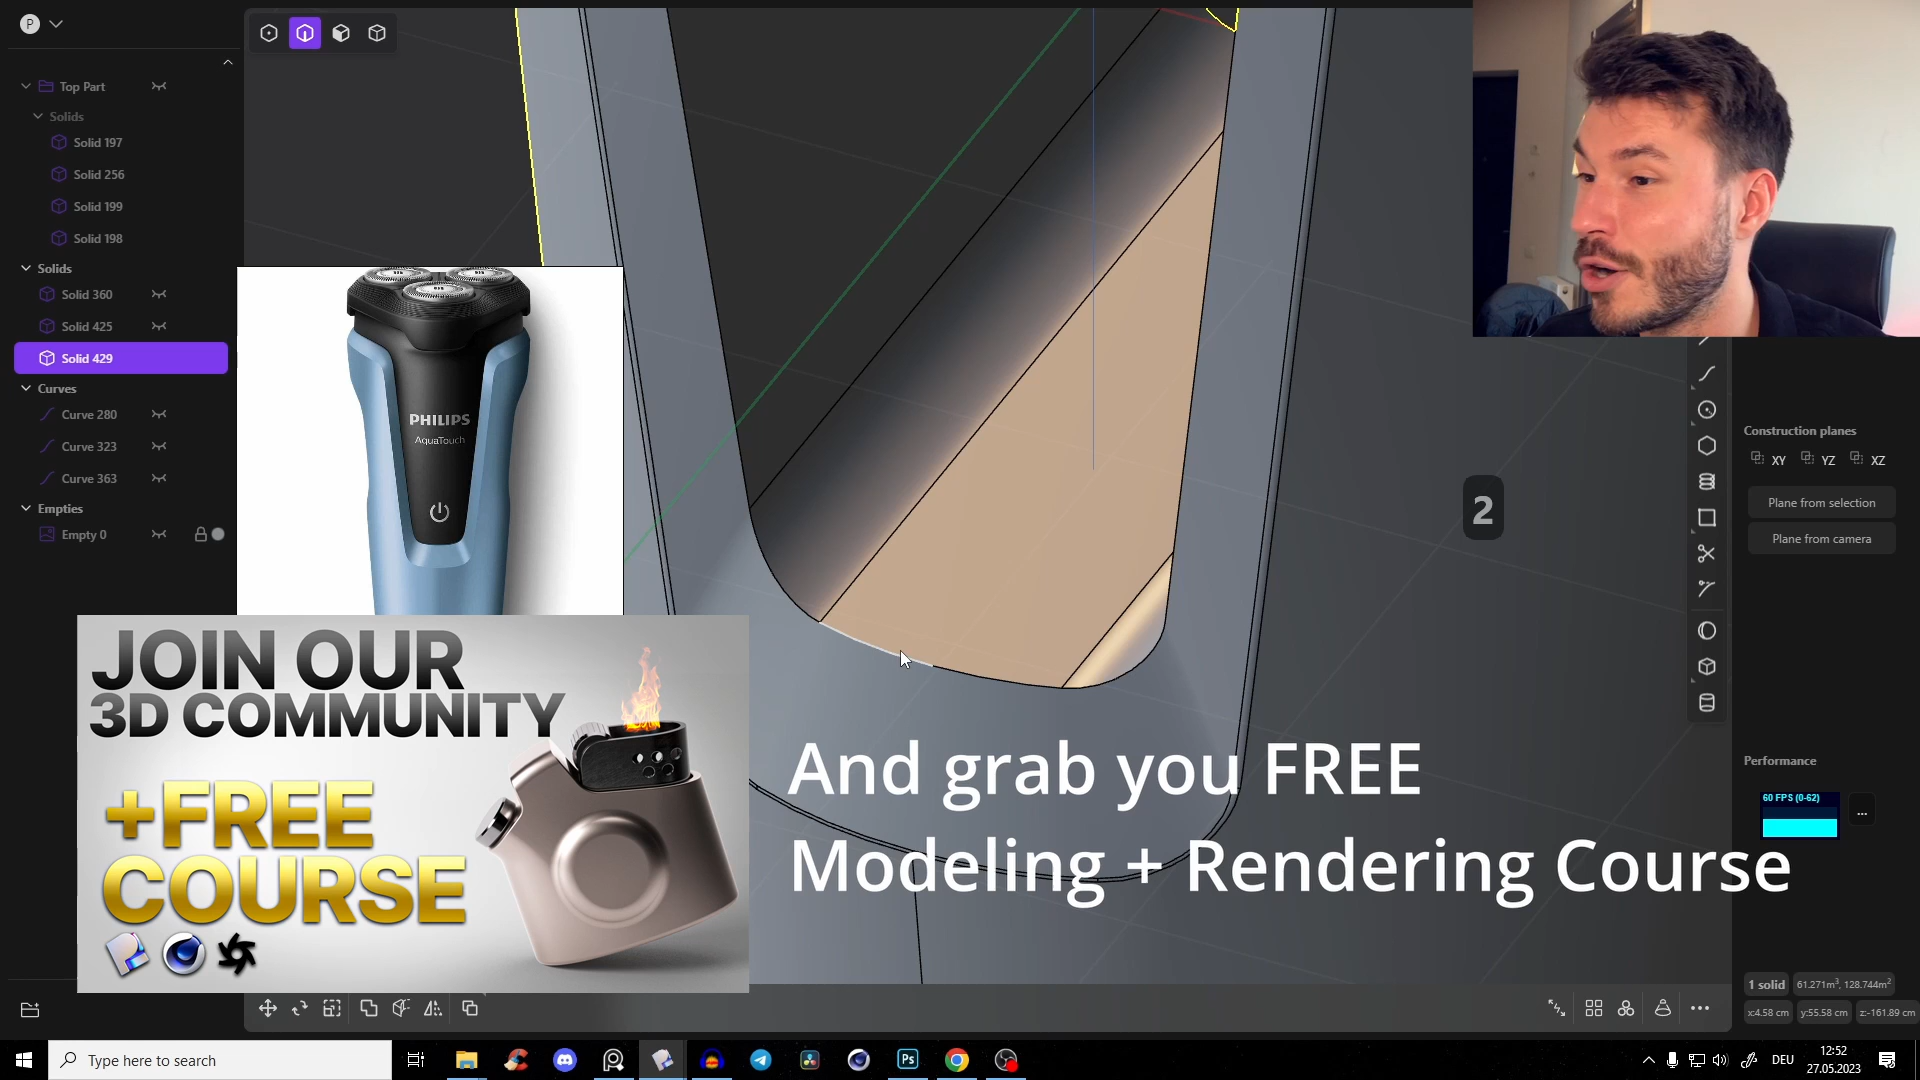 P
Top Part
Solids
Solid 197
Solid 256
Solid 199
Solid 198
Solids
Solid 360
Solid 425
Solid 429
Curves
Curve 280
Curve 323
Curve 363
Empties
Empty 0
PHILIPS
AquaTouch
JOIN OUR
3D COMMUNITY
+FREE
COURSE
And grab you FREE
Modeling + Rendering Course
2
Construction planes
XY YZ XZ
Plane from selection
Plane from camera
Performance
60 FPS (0-62)
...
1 solid 61.271m³, 128.744m²
x:4.58 cm y:55.58 cm z:-161.89 cm
Type here to search
Ps
DEU
12:52
27.05.2023